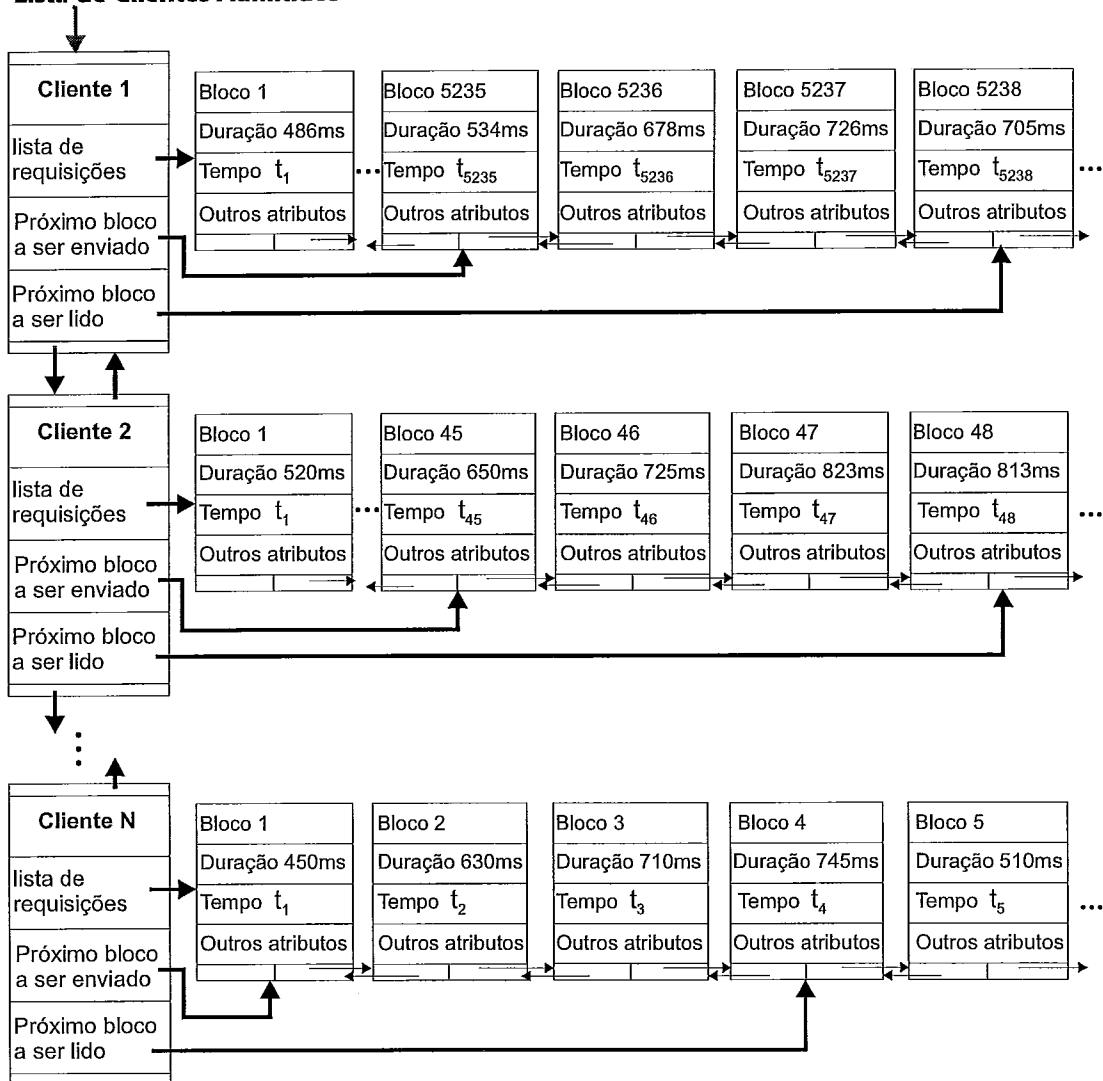 Lista de Clientes Admitidos
Cliente 1
lista de
requisições
Próximo bloco
a ser enviado
Próximo bloco
a ser lido
Bloco 1
Duração 486ms
Tempo t1
Outros atributos
...
Bloco 5235
Duração 534ms
Tempo t5235
Outros atributos
Bloco 5236
Duração 678ms
Tempo t5236
Outros atributos
Bloco 5237
Duração 726ms
Tempo t5237
Outros atributos
Bloco 5238
Duração 705ms
Tempo t5238
Outros atributos
...
Cliente 2
lista de
requisições
Próximo bloco
a ser enviado
Próximo bloco
a ser lido
Bloco 1
Duração 520ms
Tempo t1
Outros atributos
...
Bloco 45
Duração 650ms
Tempo t45
Outros atributos
Bloco 46
Duração 725ms
Tempo t46
Outros atributos
Bloco 47
Duração 823ms
Tempo t47
Outros atributos
Bloco 48
Duração 813ms
Tempo t48
Outros atributos
...
Cliente N
lista de
requisições
Próximo bloco
a ser enviado
Próximo bloco
a ser lido
Bloco 1
Duração 450ms
Tempo t1
Outros atributos
Bloco 2
Duração 630ms
Tempo t2
Outros atributos
Bloco 3
Duração 710ms
Tempo t3
Outros atributos
Bloco 4
Duração 745ms
Tempo t4
Outros atributos
Bloco 5
Duração 510ms
Tempo t5
Outros atributos
...